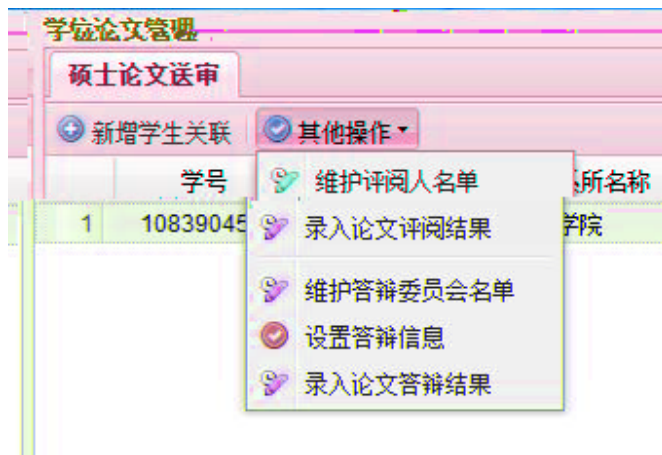 学位论文管理
硕士论文送审
新增学生关联 其他操作
学号 所名称
维护评阅人名单
1 10839045 学院
录入论文评阅结果
维护答辩委员会名单
设置答辩信息
录入论文答辩结果